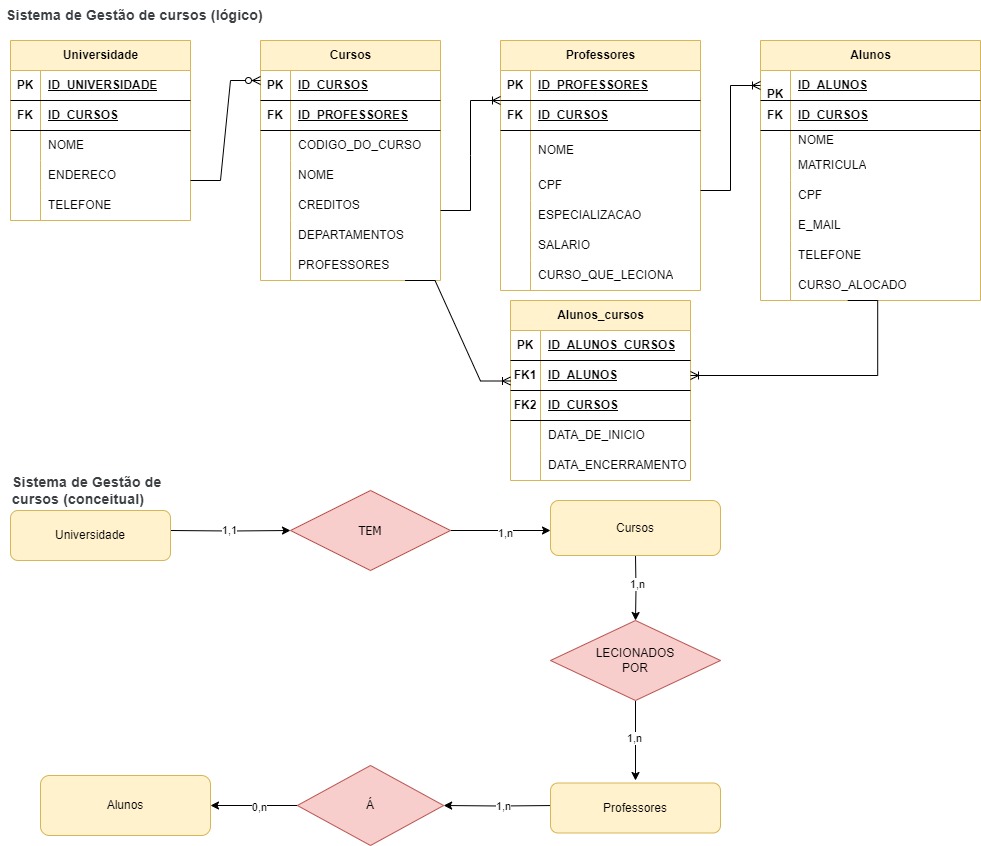 Sistema de Gestão de cursos (lógico)
Universidade
PK ID_UNIVERSIDADE
FK ID_CURSOS
NOME
ENDERECO
TELEFONE
Cursos
PK ID_CURSOS
FK ID_PROFESSORES
CODIGO_DO_CURSO
NOME
CREDITOS
DEPARTAMENTOS
PROFESSORES
Professores
PK ID_PROFESSORES
FK ID_CURSOS
NOME
CPF
ESPECIALIZACAO
SALARIO
CURSO_QUE_LECIONA
Alunos
PK ID_ALUNOS
FK ID_CURSOS
NOME
MATRICULA
CPF
E_MAIL
TELEFONE
CURSO_ALOCADO
Alunos_cursos
PK ID_ALUNOS_CURSOS
FK1 ID_ALUNOS
FK2 ID_CURSOS
DATA_DE_INICIO
DATA_ENCERRAMENTO
Sistema de Gestão de
cursos (conceitual)
Universidade
1,1
TEM
1,n
Cursos
1,n
LECIONADOS
POR
1,n
Professores
1,n
Á
0,n
Alunos